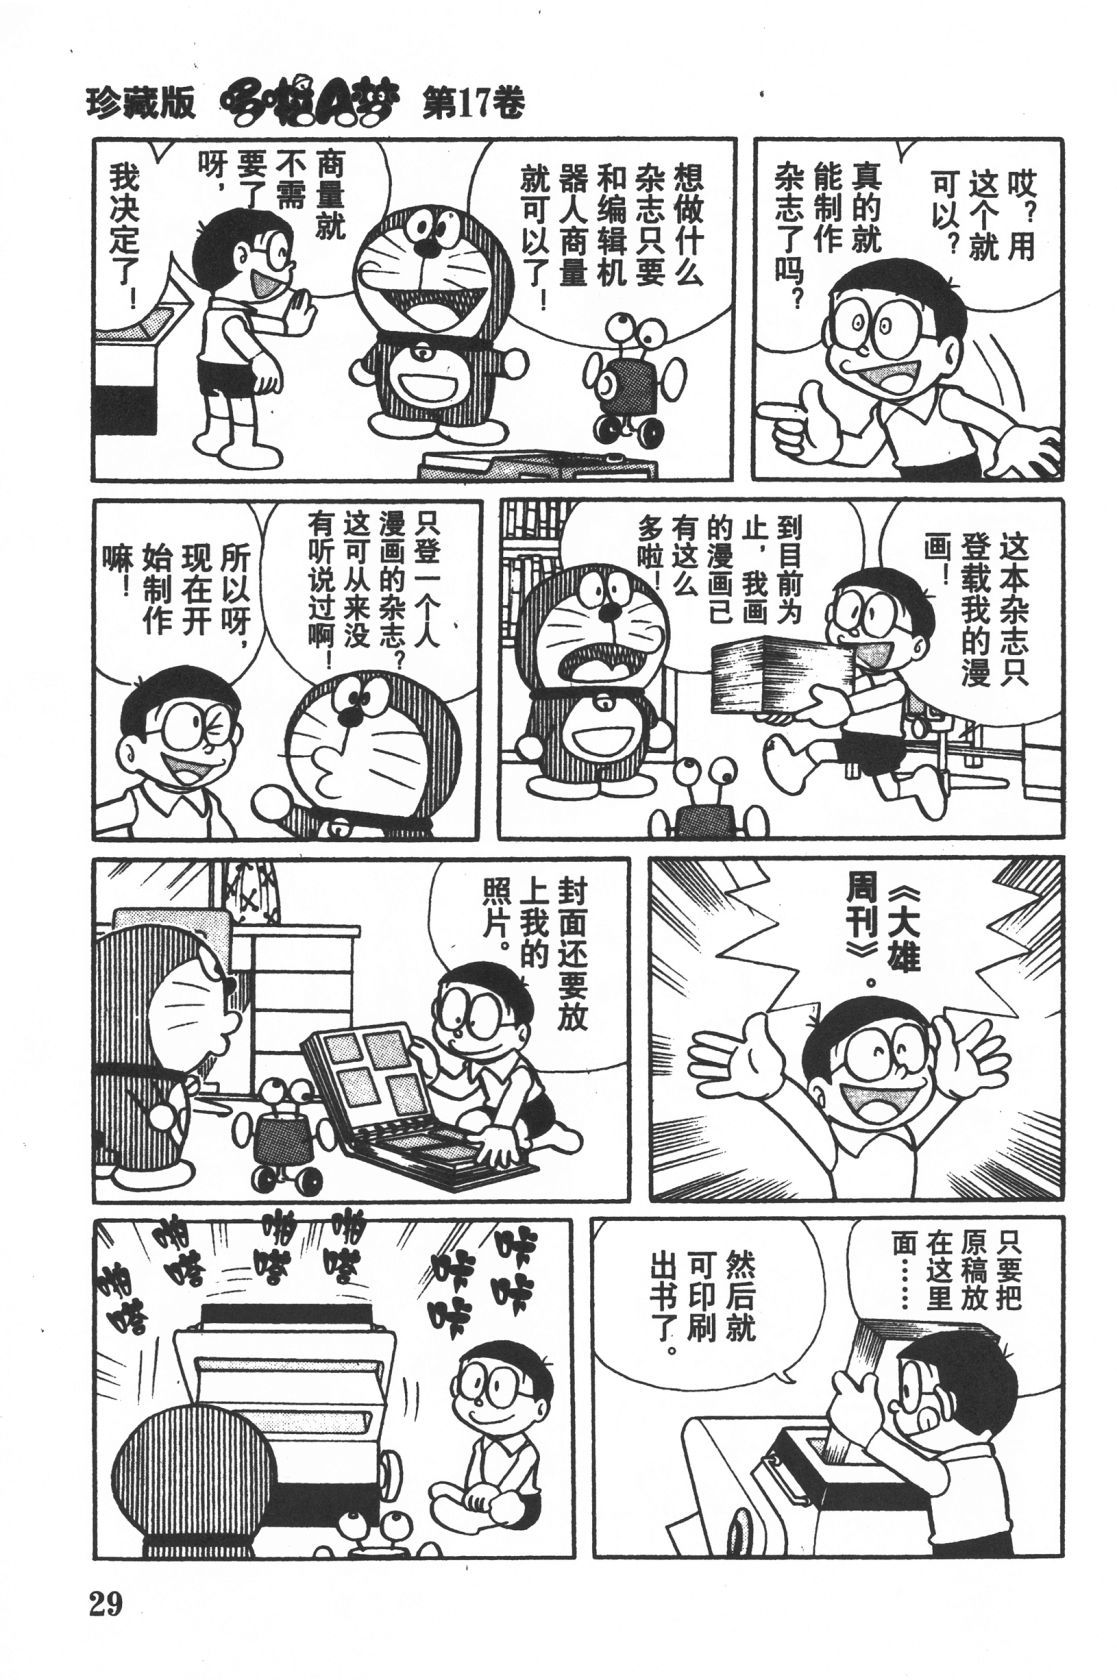 珍藏版 哆啦A梦 第17卷
哎？用
这个就
可以？
真的就
能制作
杂志了吗？
想做什么
杂志只要
和编辑机
器人商量
就可以了！
商量就
不需
要了
呀，
我决定了！
这本杂志只
登载我的漫
画！
到目前为
止，我画
的漫画已
有这么
多啦！
只登一个人
漫画的杂志？
这可从来没
有听说过啊！
所以呀，
现在开
始制作
嘛！
《大雄
周刊》。
封面还要放
上我的
照片。
只要把
原稿放
在这里
面……
然后就
可印刷
出书了。
咔咔
咔咔
啪嗒
啪嗒
啪嗒
啪嗒
29